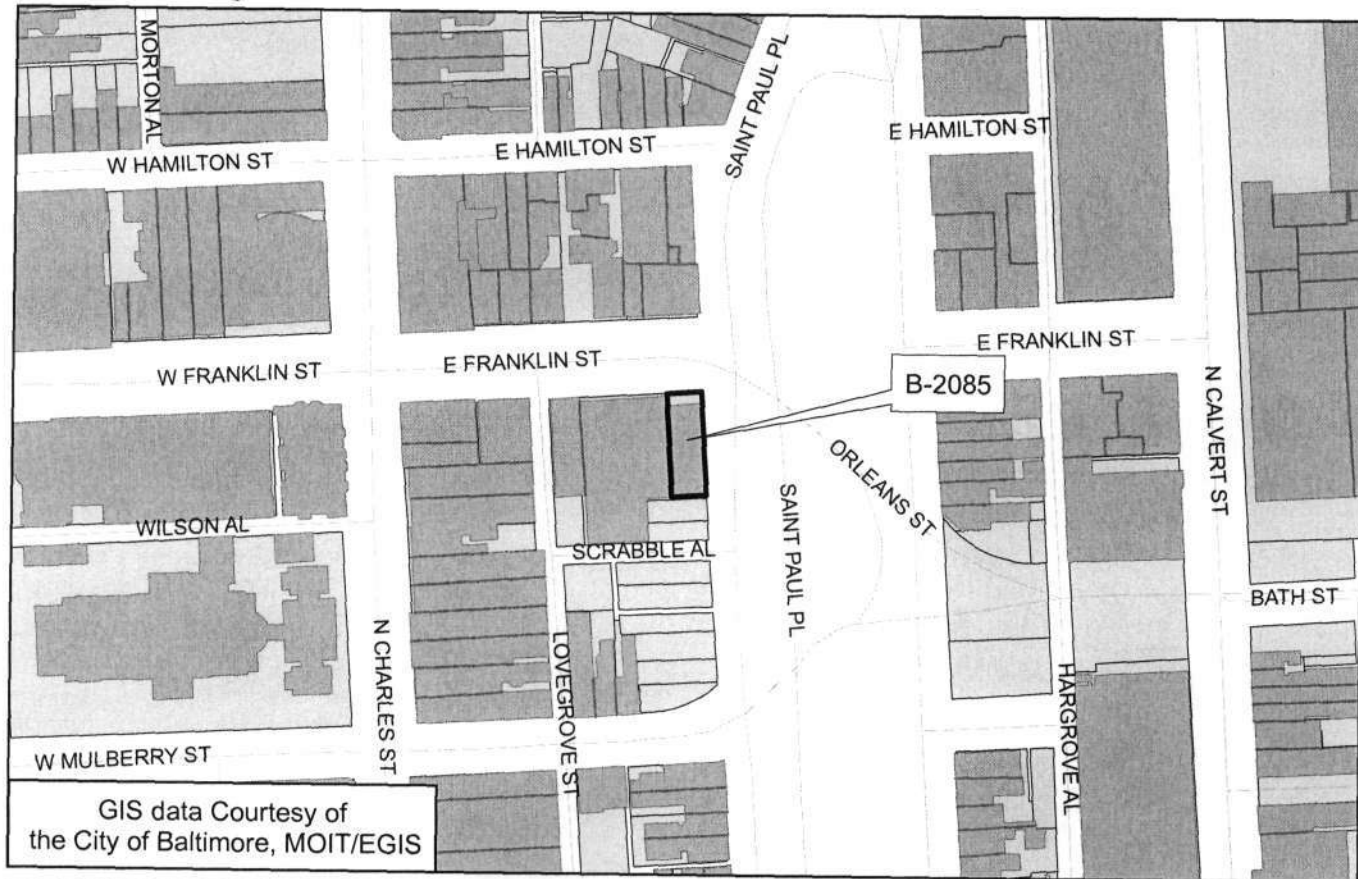 MORTON AL
SAINT PAUL PL
W HAMILTON ST
E HAMILTON ST
E HAMILTON ST
W FRANKLIN ST
E FRANKLIN ST
E FRANKLIN ST
B-2085
N CALVERT ST
ORLEANS ST
WILSON AL
SAINT PAUL PL
SCRABBLE AL
BATH ST
N CHARLES ST
LOVEGROVE ST
HARGROVE AL
W MULBERRY ST
GIS data Courtesy of
the City of Baltimore, MOIT/EGIS